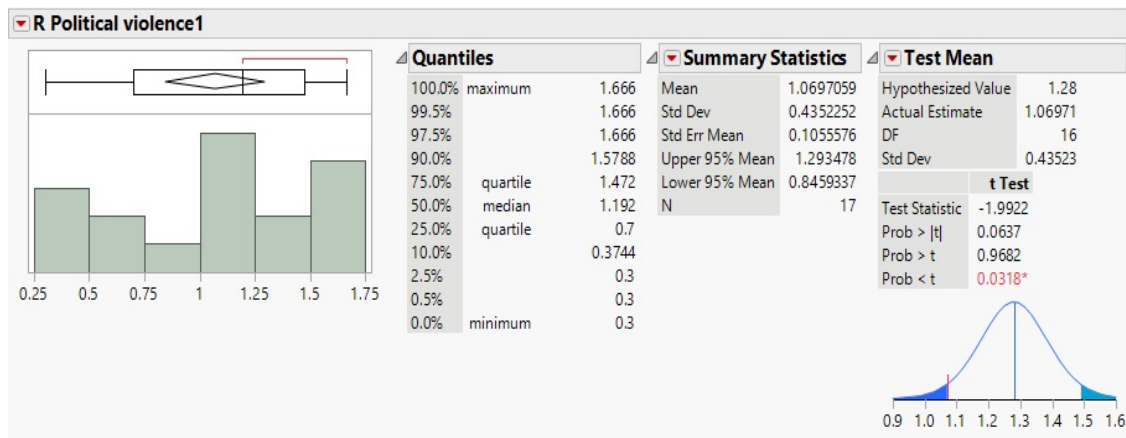 R Political violence1
0.25 0.5 0.75 1 1.25 1.5 1.75
Quantiles
100.0% maximum 1.666
99.5% 1.666
97.5% 1.666
90.0% 1.5788
75.0% quartile 1.472
50.0% median 1.192
25.0% quartile 0.7
10.0% 0.3744
2.5% 0.3
0.5% 0.3
0.0% minimum 0.3
Summary Statistics
Mean 1.0697059
Std Dev 0.4352252
Std Err Mean 0.1055576
Upper 95% Mean 1.293478
Lower 95% Mean 0.8459337
N 17
Test Mean
Hypothesized Value 1.28
Actual Estimate 1.06971
DF 16
Std Dev 0.43523
t Test
Test Statistic -1.9922
Prob > |t| 0.0637
Prob > t 0.9682
Prob < t 0.0318*
0.9 1.0 1.1 1.2 1.3 1.4 1.5 1.6